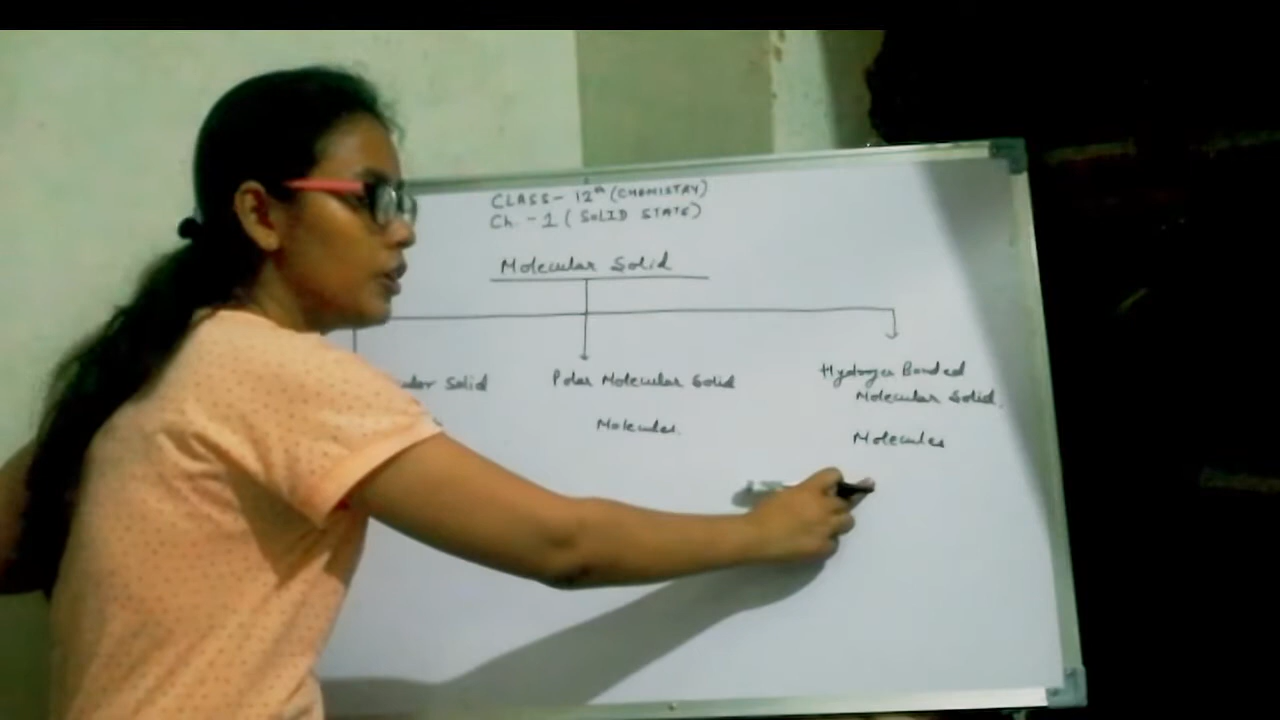 CLASS - 12th (CHEMISTRY)
Ch. - 1 ( SOLID STATE)
Molecular Solid
Solid
Polar Molecular Solid
Hydrogen Bonded
Molecular Solid.
Molecules.
Molecules